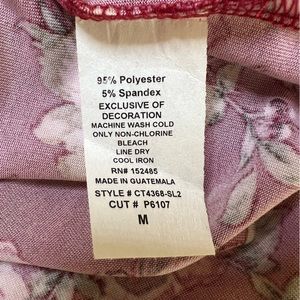 95% Polyester
5% Spandex
EXCLUSIVE OF
DECORATION
MACHINE WASH COLD
ONLY NON-CHLORINE
BLEACH
LINE DRY
COOL IRON
RN# 152485
MADE IN GUATEMALA
STYLE # CT4368-SL2
CUT # P6107
M